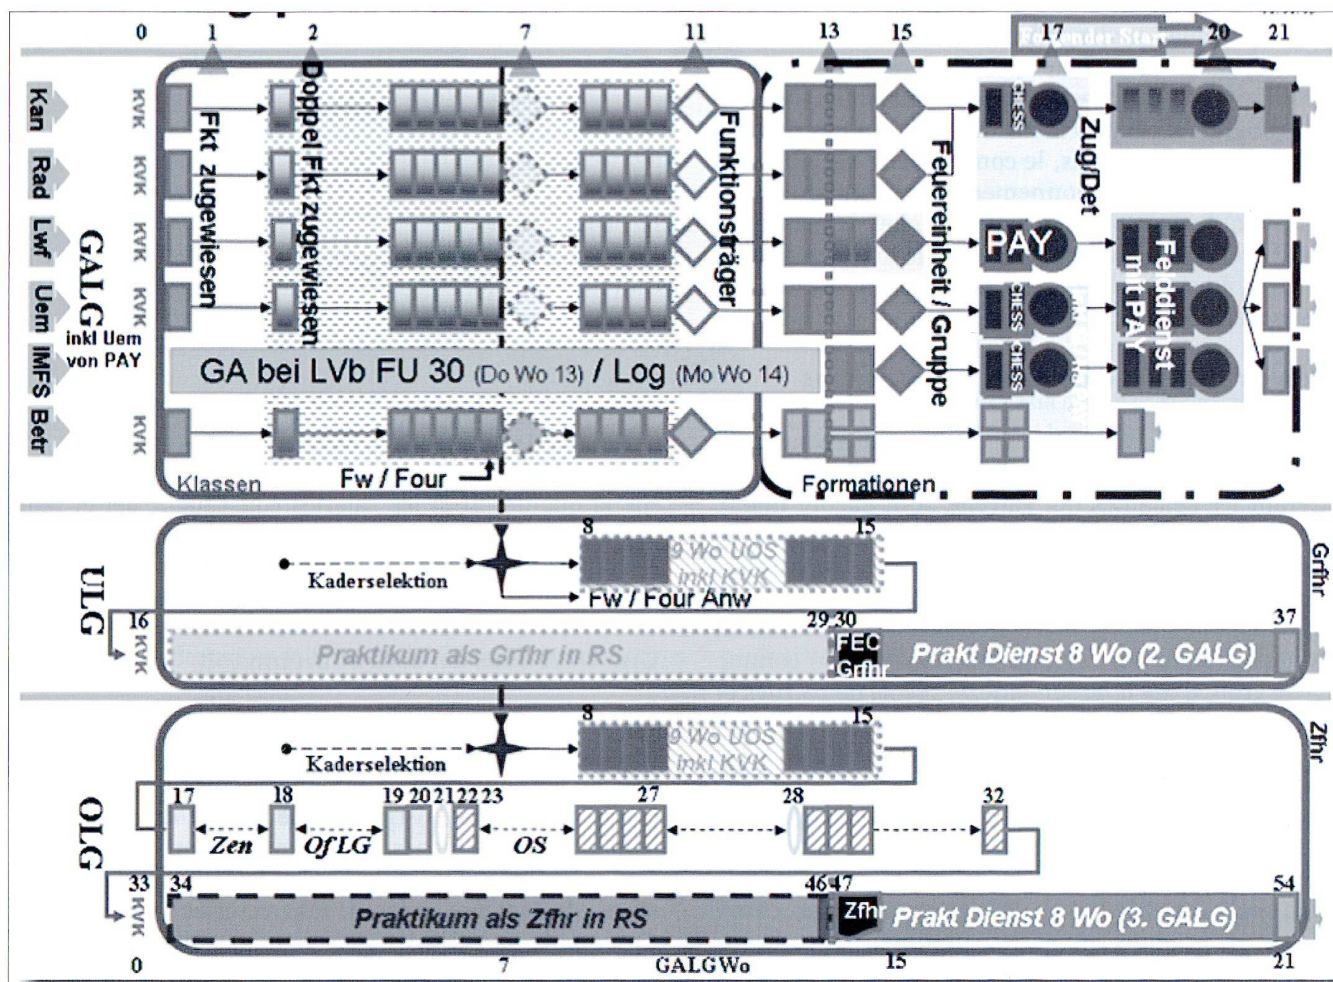 0 1 2 7 11 13 15 17 20 21
Kan
Rad
Lwf
Uem
IMFS
Betr
GALG
inkl Uem
von PAY
KVK
KVK
KVK
KVK
KVK
KVK
Fkt zugewiesen
Doppel Fkt zugewiesen
Funktionsträger
Feuereinheit / Gruppe
Zug/Det
CHESS
PAY
CHESS
CHESS
Feddienst
mit PAY
GA bei LVb FU 30 (Do Wo 13) / Log (Mo Wo 14)
Fw / Four
Klassen
Formationen
ULG
8 15
9 Wo UOS
inkl KVK
Kaderselektion
Fw / Four Anw
Grfhr
16 29 30 37
KVK
Praktikum als Grfhr in RS
FEC
Grfhr
Prakt Dienst 8 Wo (2. GALG)
OLG
8 15
9 Wo UOS
inkl KVK
Kaderselektion
Zfhr
17 18 19 20 21 22 23 27 28 32
Zen Of LG OS
33 34 46 47 54
KVK
Praktikum als Zfhr in RS
Zfhr
Prakt Dienst 8 Wo (3. GALG)
0 7 GALG Wo 15 21